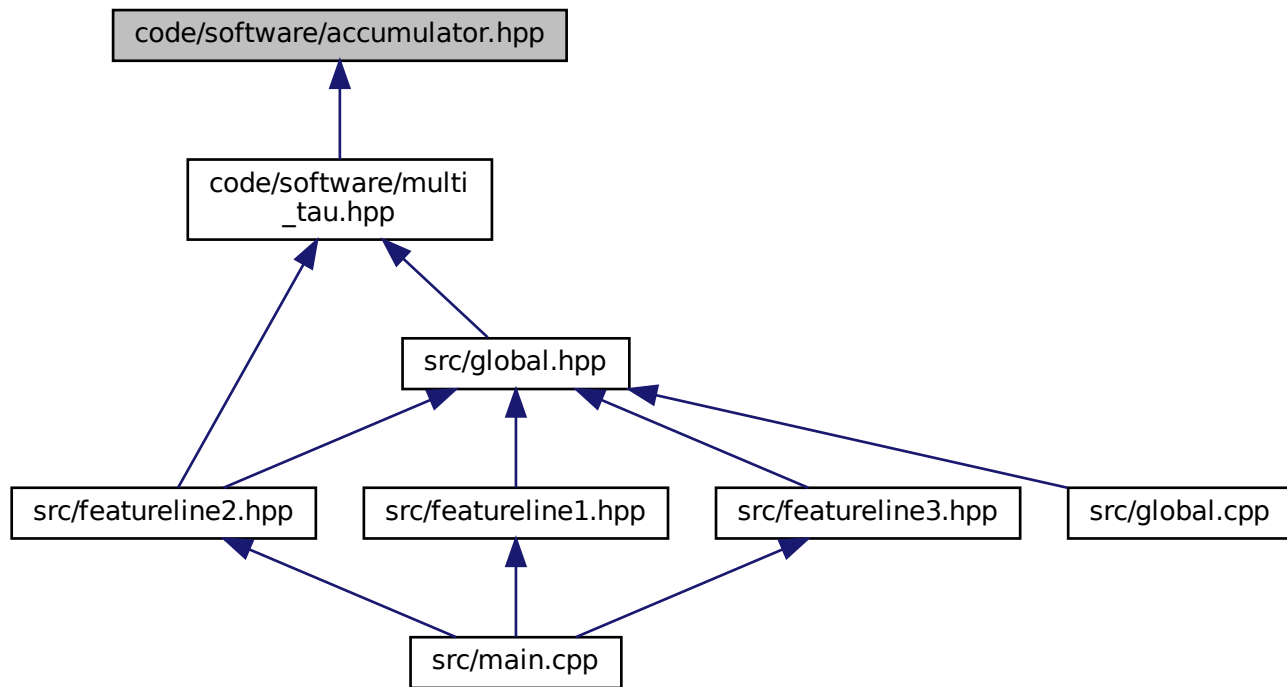 code/software/accumulator.hpp
code/software/multi
_tau.hpp
src/global.hpp
src/featureline2.hpp
src/featureline1.hpp
src/featureline3.hpp
src/global.cpp
src/main.cpp